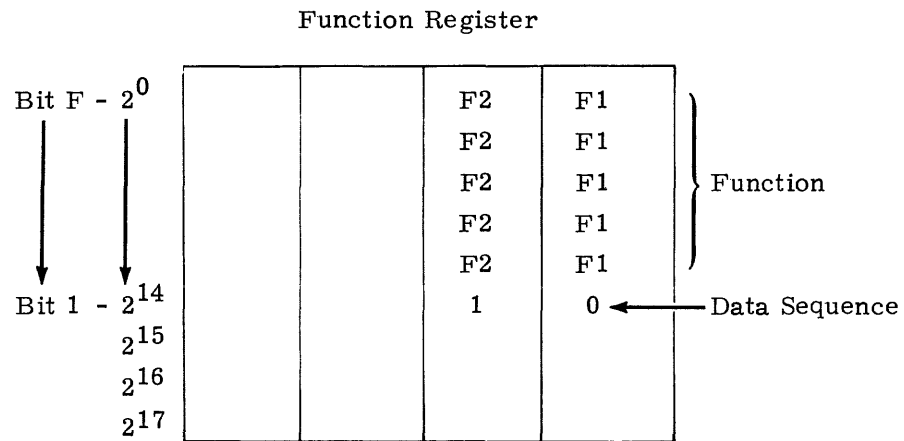 Function Register
Bit F - 2^0 F2 F1
F2 F1
F2 F1 Function
F2 F1
F2 F1
Bit 1 - 2^14 1 0 Data Sequence
2^15
2^16
2^17